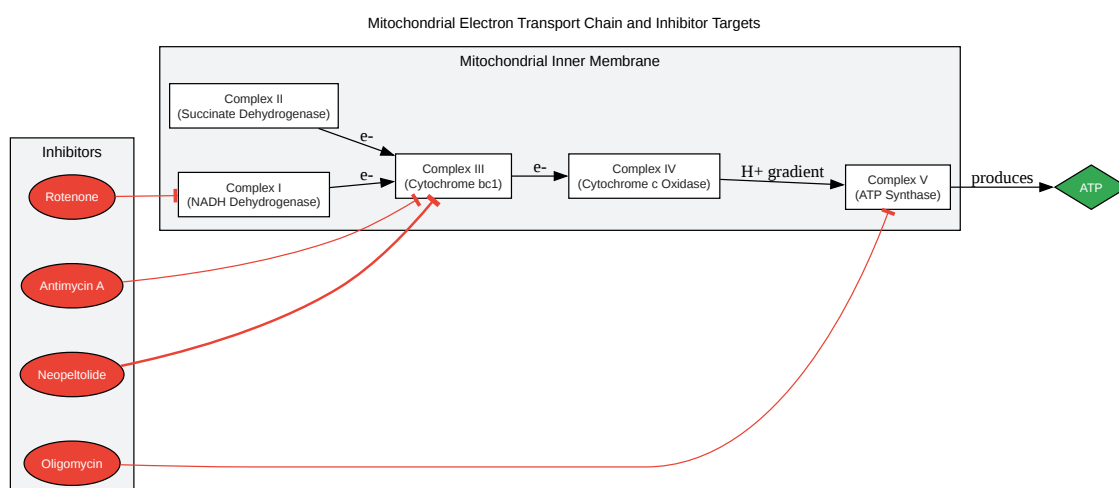 Mitochondrial Electron Transport Chain and Inhibitor Targets
Mitochondrial Inner Membrane
Complex II
(Succinate Dehydrogenase)
e-
Inhibitors
Rotenone
Complex I
(NADH Dehydrogenase)
e-
Complex III
(Cytochrome bc1)
e-
Complex IV
(Cytochrome c Oxidase)
H+ gradient
Complex V
(ATP Synthase)
produces
ATP
Antimycin A
Neopeltolide
Oligomycin